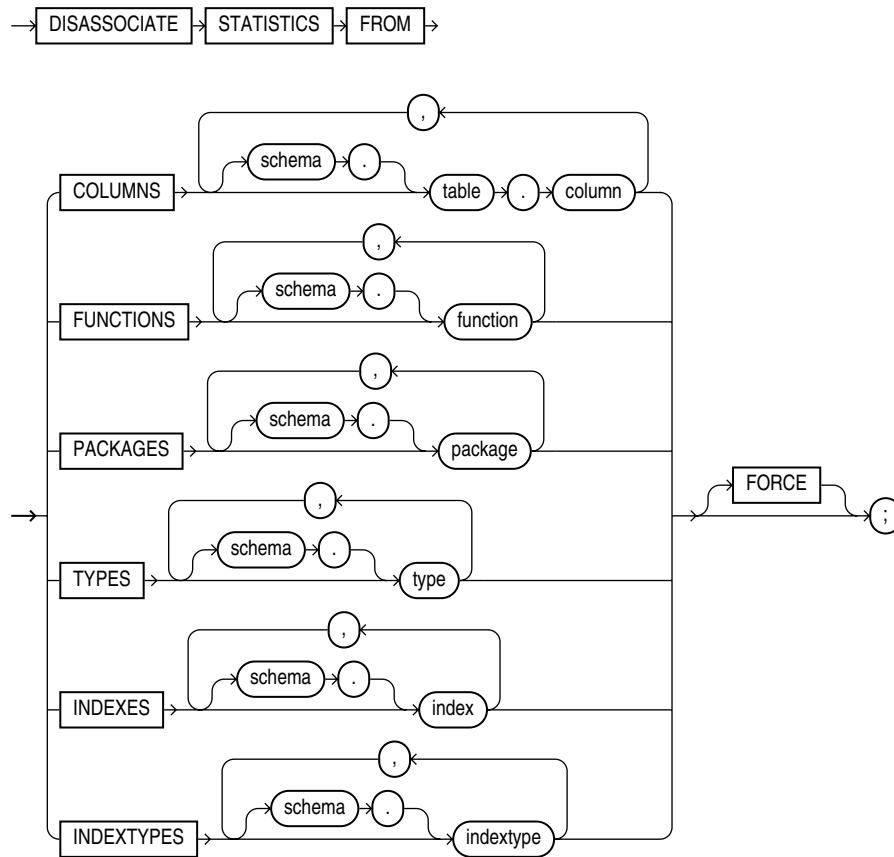 DISASSOCIATE STATISTICS FROM
,
schema .
COLUMNS table . column
,
schema .
FUNCTIONS function
,
schema .
PACKAGES package
FORCE
;
,
schema .
TYPES type
,
schema .
INDEXES index
,
schema .
INDEXTYPES indextype